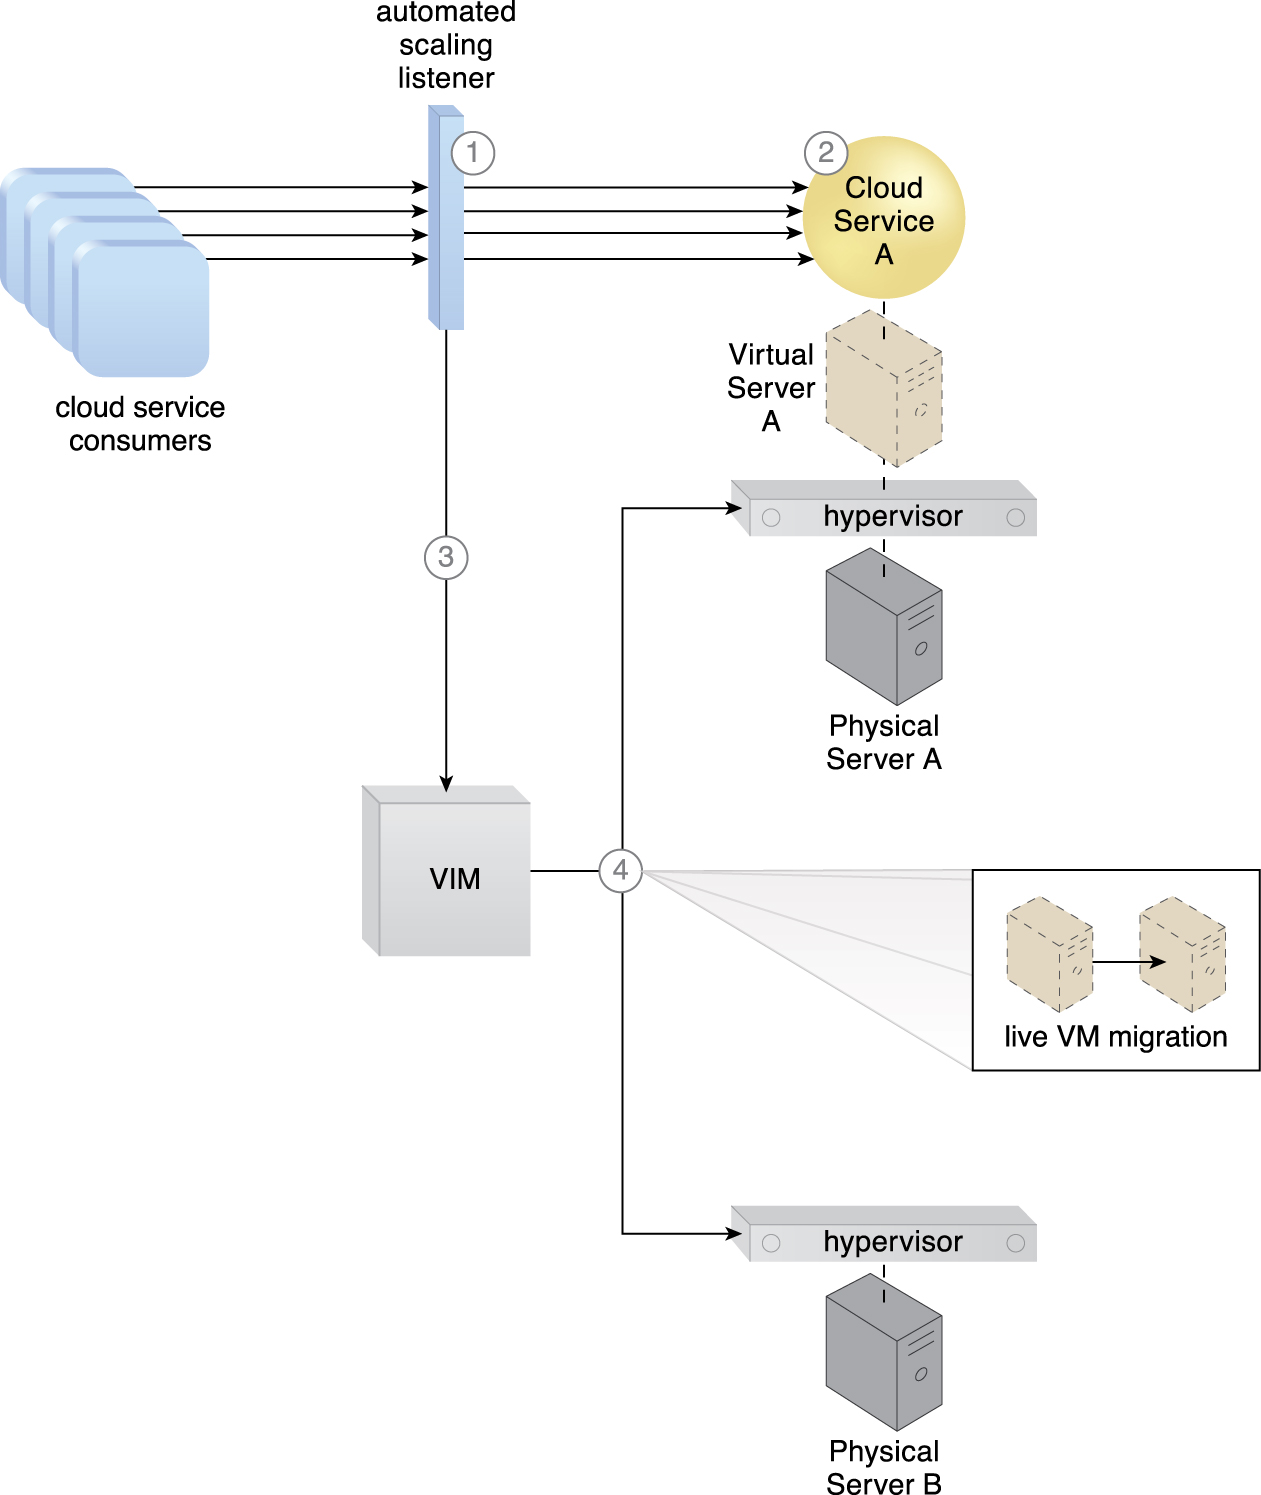 automated
scaling
listener
1
2
Cloud
Service
A
cloud service
consumers
Virtual
Server
A
hypervisor
3
Physical
Server A
VIM
4
live VM migration
hypervisor
Physical
Server B